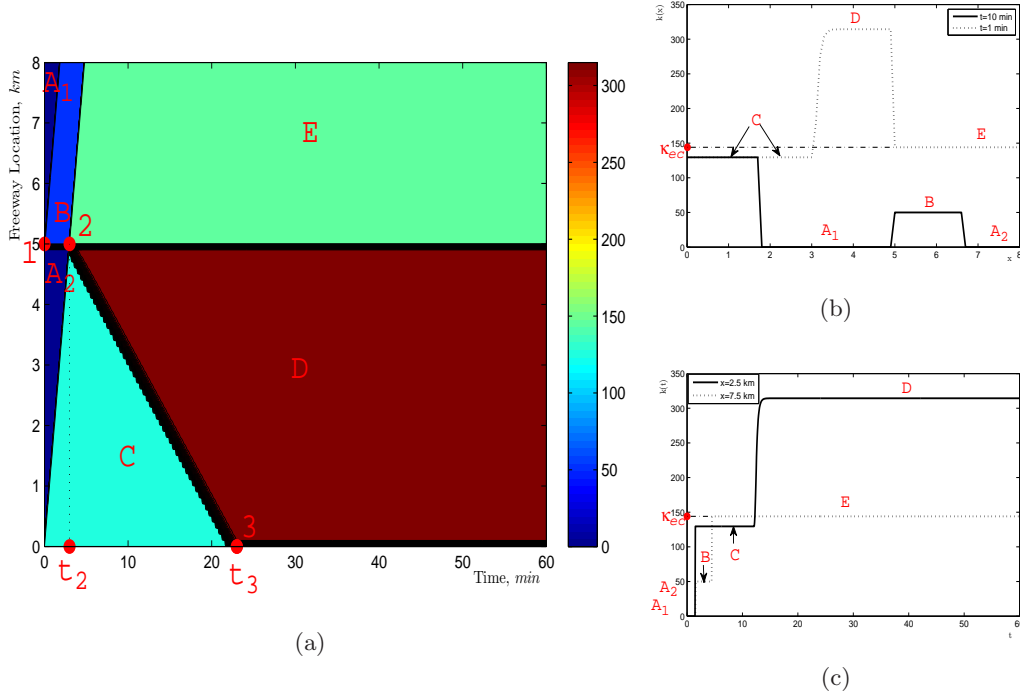 Freeway Location, km
8
7
6
5
4
3
2
1
0
A1
B
A2
1
2
E
D
C
3
0
10
20
30
40
50
60
t2
t3
Time, min
300
250
200
150
100
50
0
(a)
k(x)
350
300
250
200
150
100
50
0
κec
t=10 min
t=1 min
D
C
E
B
A1
A2
0
1
2
3
4
5
6
7
8
x
(b)
k(t)
350
300
250
200
150
100
50
0
κec
x=2.5 km
x=7.5 km
D
E
B
C
A2
A1
0
10
20
30
40
50
60
t
(c)